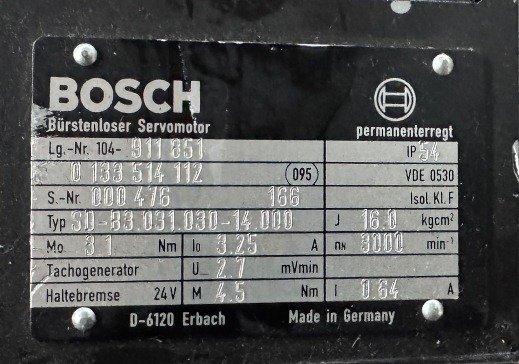 BOSCH
Bürstenloser Servomotor permanenterregt
Lg.-Nr. 104- 911 851 IP 54
0 133 514 112 095 VDE 0530
S.-Nr. 000 476 166 Isol. Kl. F
Typ SD-B3.031.030-14.000 J 16.0 kgcm²
Mo 3.1 Nm Io 3.25 A nN 3000 min⁻¹
Tachogenerator U 2.7 mVmin
Haltebremse 24V M 4.5 Nm I 0.64 A
D-6120 Erbach Made in Germany